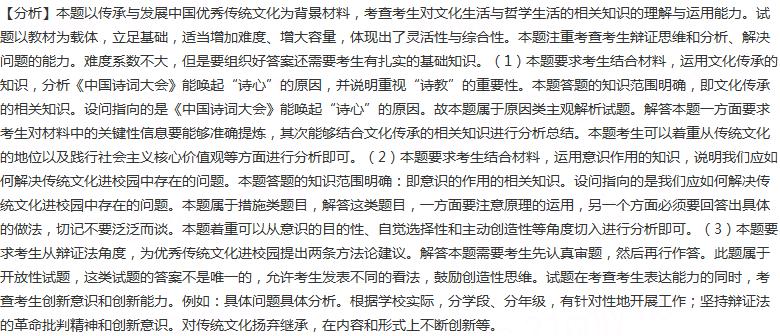 【分析】本题以传承与发展中国优秀传统文化为背景材料，考查考生对文化生活与哲学生活的相关知识的理解与运用能力。试
题以教材为载体，立足基础，适当增加难度、增大容量，体现出了灵活性与综合性。本题注重考查考生辩证思维和分析、解决
问题的能力。难度系数不大，但是要组织好答案还需要考生有扎实的基础知识。（1）本题要求考生结合材料，运用文化传承的
知识，分析《中国诗词大会》能唤起“诗心”的原因，并说明重视“诗教”的重要性。本题答题的知识范围明确，即文化传承
的相关知识。设问指向的是《中国诗词大会》能唤起“诗心”的原因。故本题属于原因类主观解析试题。解答本题一方面要求
考生对材料中的关键性信息要能够准确提炼，其次能够结合文化传承的相关知识进行分析总结。本题考生可以着重从传统文化
的地位以及践行社会主义核心价值观等方面进行分析即可。（2）本题要求考生结合材料，运用意识作用的知识，说明我们应如
何解决传统文化进校园中存在的问题。本题答题的知识范围明确：即意识的作用的相关知识。设问指向的是我们应如何解决传
统文化进校园中存在的问题。本题属于措施类题目，解答这类题目，一方面要注意原理的运用，另一个方面必须要回答出具体
的做法，切记不要泛泛而谈。本题着重可以从意识的目的性、自觉选择性和主动创造性等角度切入进行分析即可。（3）本题要
求考生从辩证法角度，为优秀传统文化进校园提出两条方法论建议。解答本题需要考生先认真审题，然后再行作答。此题属于
开放性试题，这类试题的答案不是唯一的，允许考生发表不同的看法，鼓励创造性思维。试题在考查考生表达能力的同时，考
查考生创新意识和创新能力。例如：具体问题具体分析。根据学校实际，分学段、分年级，有针对性地开展工作；坚持辩证法
的革命批判精神和创新意识。对传统文化扬弃继承，在内容和形式上不断创新等。